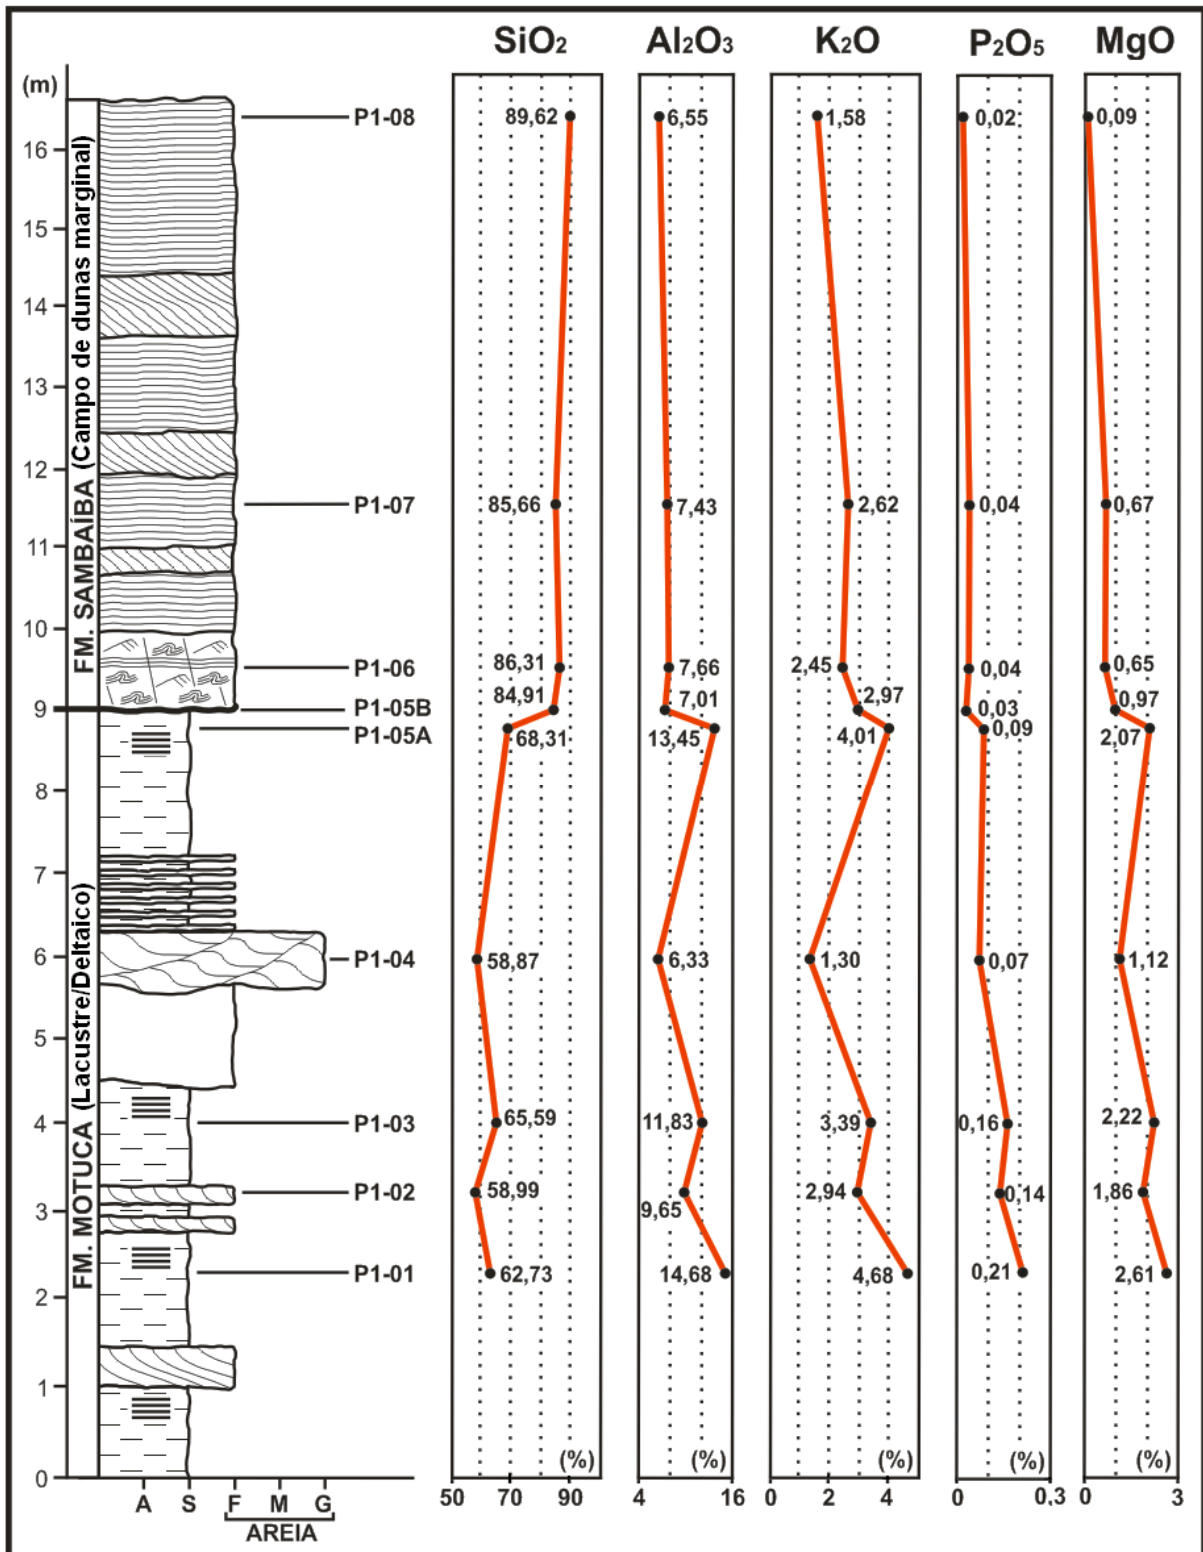 SiO₂ Al₂O₃ K₂O P₂O₅ MgO
(m)
P1-08 89,62 6,55 1,58 0,02 0,09
16
15
14
13
12
P1-07 85,66 7,43 2,62 0,04 0,67
11
10
P1-06 86,31 7,66 2,45 0,04 0,65
9 P1-05B 84,91 7,01 2,97 0,03 0,97
P1-05A 68,31 13,45 4,01 0,09 2,07
8
7
6 P1-04 58,87 6,33 1,30 0,07 1,12
5
4 P1-03 65,59 11,83 3,39 0,16 2,22
P1-02 58,99 9,65 2,94 0,14 1,86
3
P1-01 62,73 14,68 4,68 0,21 2,61
2
1
0
FM. SAMBAÍBA (Campo de dunas marginal)
FM. MOTUCA (Lacustre/Deltaico)
(%) (%) (%) (%) (%)
A S F M G
AREIA
50 70 90 4 16 0 2 4 0 0,3 0 3